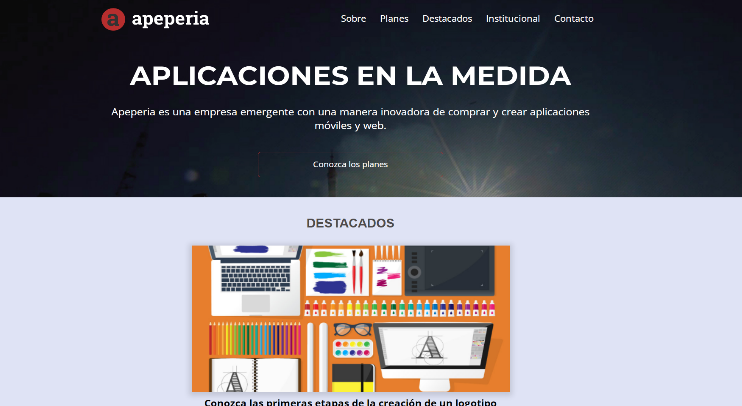 a apeperia
Sobre Planes Destacados Institucional Contacto
APLICACIONES EN LA MEDIDA
Apeperia es una empresa emergente con una manera inovadora de comprar y crear aplicaciones
móviles y web.
Conozca los planes
DESTACADOS
A
A
Conozca las primeras etapas de la creación de un logotipo